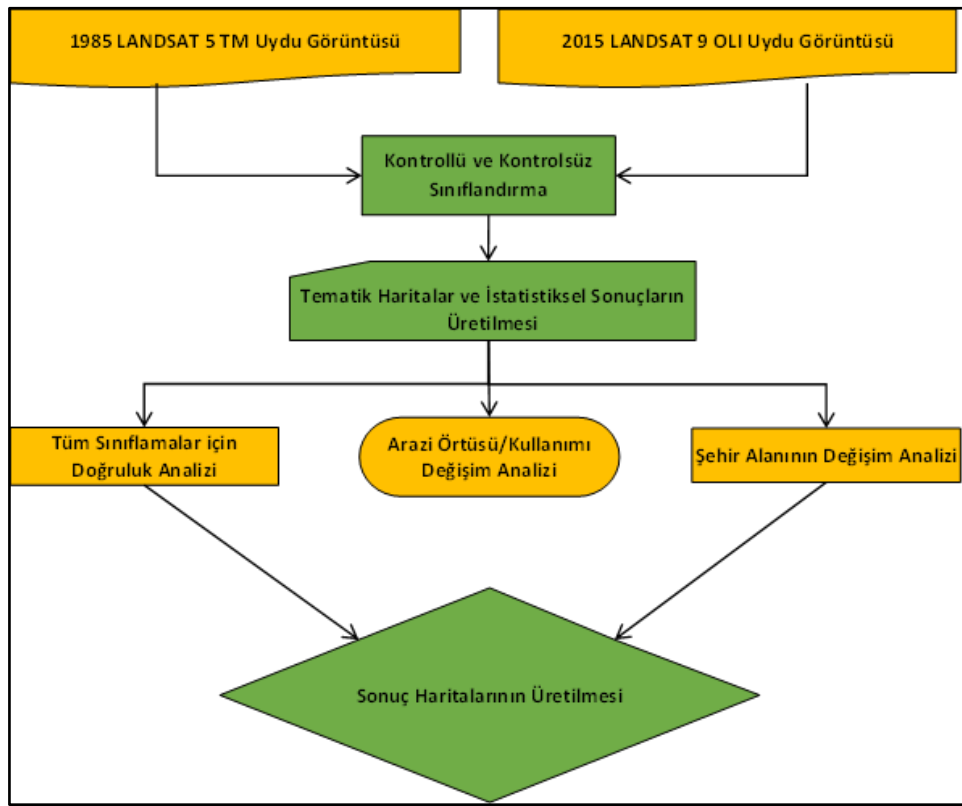 1985 LANDSAT 5 TM Uydu Görüntüsü
2015 LANDSAT 9 OLI Uydu Görüntüsü
Kontrollü ve Kontrolsüz
Sınıflandırma
Tematik Haritalar ve İstatistiksel Sonuçların
Üretilmesi
Tüm Sınıflamalar için
Doğruluk Analizi
Arazi Örtüsü/Kullanımı
Değişim Analizi
Şehir Alanının Değişim Analizi
Sonuç Haritalarının Üretilmesi